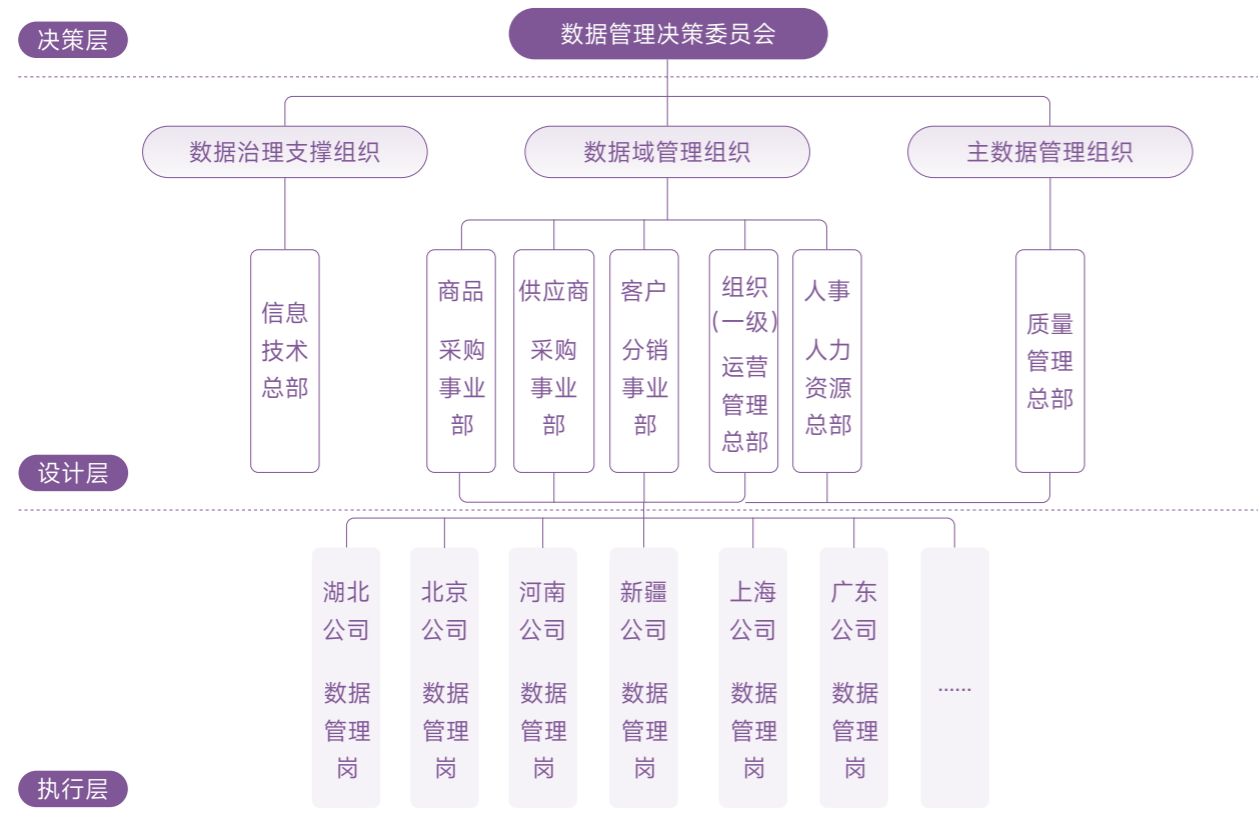 决策层
数据管理决策委员会
数据治理支撑组织
数据域管理组织
主数据管理组织
信息
技术
总部
商品
采购
事业
部
供应商
采购
事业
部
客户
分销
事业
部
组织
(一级)
运营
管理
总部
人事
人力
资源
总部
质量
管理
总部
设计层
湖北
公司
数据
管理
岗
北京
公司
数据
管理
岗
河南
公司
数据
管理
岗
新疆
公司
数据
管理
岗
上海
公司
数据
管理
岗
广东
公司
数据
管理
岗
······
执行层